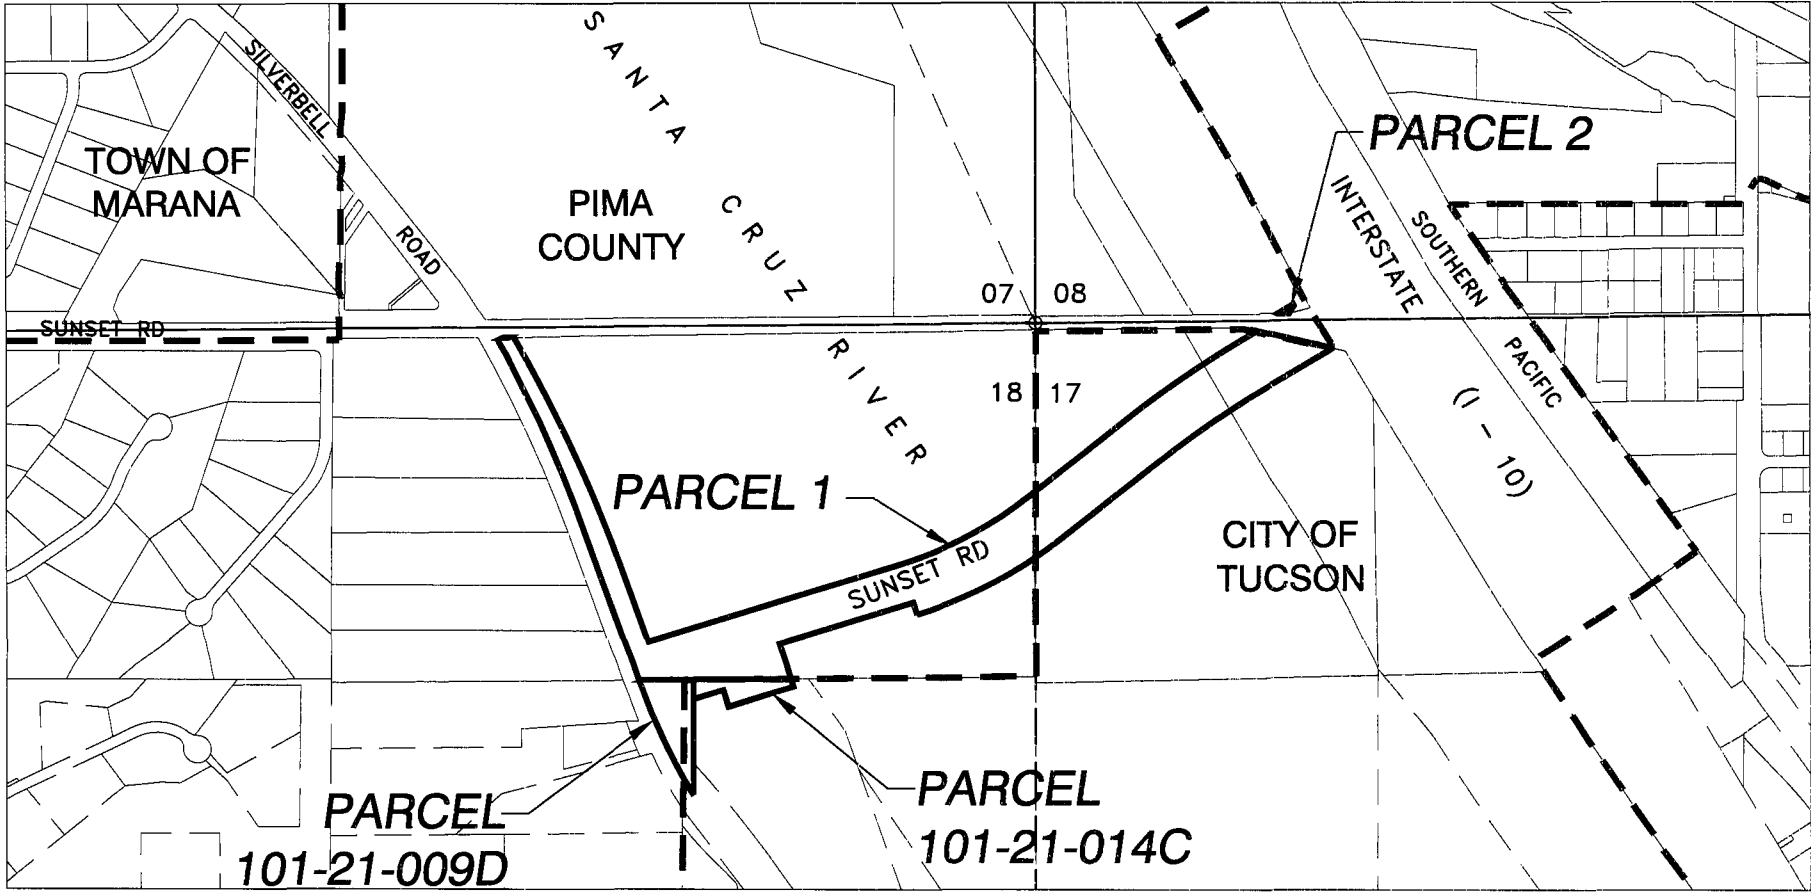 SANTA CRUZ RIVER
SILVERBELL ROAD
PARCEL 2
TOWN OF
MARANA
PIMA
COUNTY
INTERSTATE
(I - 10)
SOUTHERN PACIFIC
07 08
SUNSET RD
18 17
PARCEL 1
SUNSET RD
CITY OF
TUCSON
PARCEL
101-21-009D
PARCEL
101-21-014C